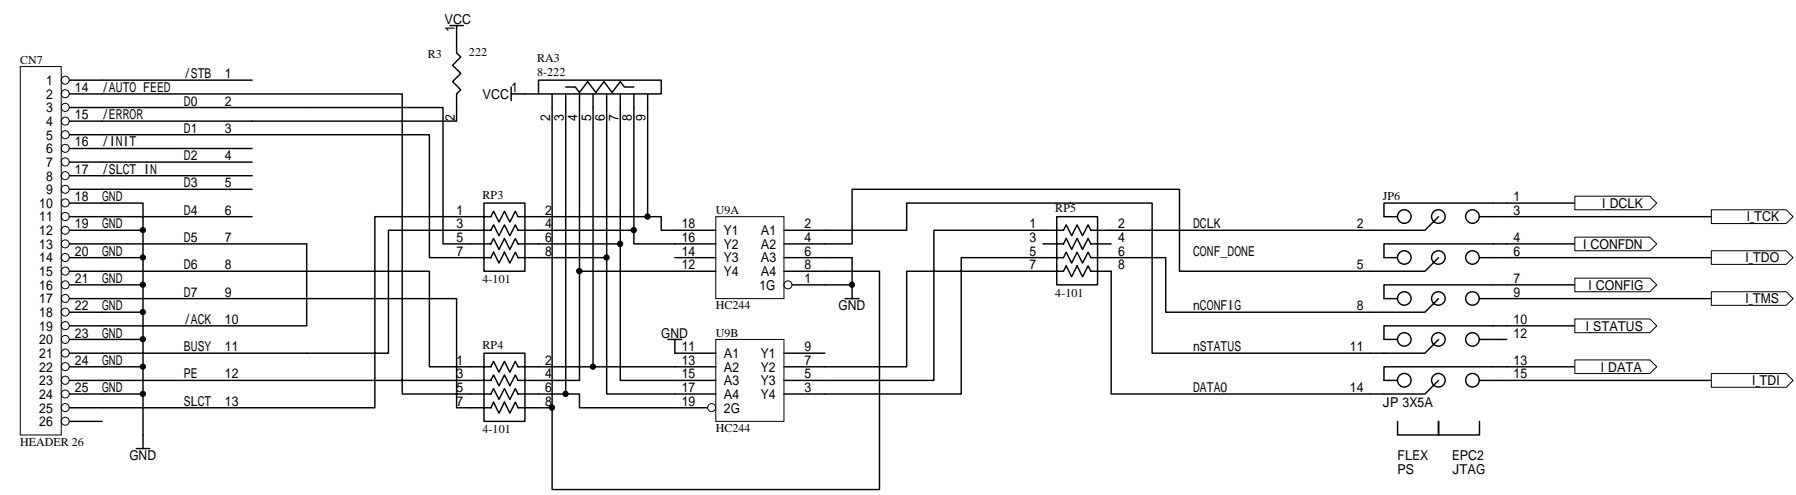 CN7
1 /STB 1
2 14 /AUTO FEED
3 D0 2
4 15 /ERROR
5 D1 3
6 16 /INIT
7 D2 4
8 17 /SLCT IN
9 D3 5
10 18 GND
11 D4 6
12 19 GND
13 D5 7
14 20 GND
15 D6 8
16 21 GND
17 D7 9
18 22 GND
19 /ACK 10
20 23 GND
21 BUSY 11
22 24 GND
23 PE 12
24 25 GND
25 SLCT 13
26
HEADER 26
GND
VCC
1
R3 222
2
RA3
8-222
VCC 1
2 3 4 5 6 7 8 9
RP3
1 2
3 4
5 6
7 8
4-101
RP4
1 2
3 4
5 6
7 8
4-101
U9A
18 Y1 A1 2
16 Y2 A2 4
14 Y3 A3 6
12 Y4 A4 8
1G 1
HC244
GND
U9B
GND
11 A1 Y1 9
13 A2 Y2 7
15 A3 Y3 5
17 A4 Y4 3
19 2G
HC244
RP5
1 2
3 4
5 6
7 8
4-101
DCLK 2
CONF_DONE
5
nCONFIG 8
nSTATUS 11
DATA0 14
JP6
1 I DCLK
3 I_TCK
4 I CONFDN
6 I_TDO
7 I CONFIG
9 I_TMS
10 I STATUS
12
13 I DATA
15 I_TDI
JP 3X5A
FLEX EPC2
PS JTAG